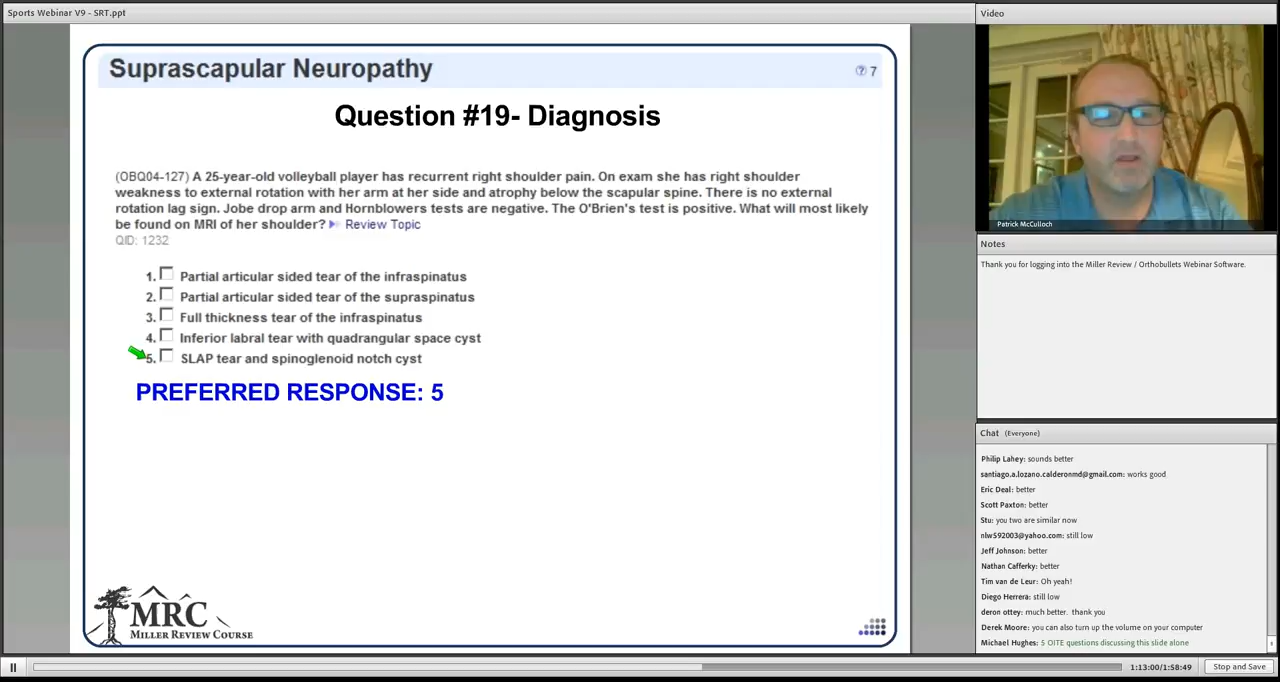 Sports Webinar V9 - SRT.ppt
Suprascapular Neuropathy
7
Question #19- Diagnosis
(OBQ04-127) A 25-year-old volleyball player has recurrent right shoulder pain. On exam she has right shoulder
weakness to external rotation with her arm at her side and atrophy below the scapular spine. There is no external
rotation lag sign. Jobe drop arm and Hornblowers tests are negative. The O'Brien's test is positive. What will most likely
be found on MRI of her shoulder? Review Topic
QID: 1232
1. Partial articular sided tear of the infraspinatus
2. Partial articular sided tear of the supraspinatus
3. Full thickness tear of the infraspinatus
4. Inferior labral tear with quadrangular space cyst
5. SLAP tear and spinoglenoid notch cyst
PREFERRED RESPONSE: 5
MRC
MILLER REVIEW COURSE
Video
Patrick McCulloch
Notes
Thank you for logging into the Miller Review / Orthobullets Webinar Software.
Chat (Everyone)
Philip Lahey: sounds better
santiago.a.lozano.calderonmd@gmail.com: works good
Eric Deal: better
Scott Paxton: better
Stu: you two are similar now
nlw592003@yahoo.com: still low
Jeff Johnson: better
Nathan Cafferky: better
Tim van de Leur: Oh yeah!
Diego Herrera: still low
deron ottey: much better. thank you
Derek Moore: you can also turn up the volume on your computer
Michael Hughes: 5 OITE questions discussing this slide alone
1:13:00/1:58:49
Stop and Save